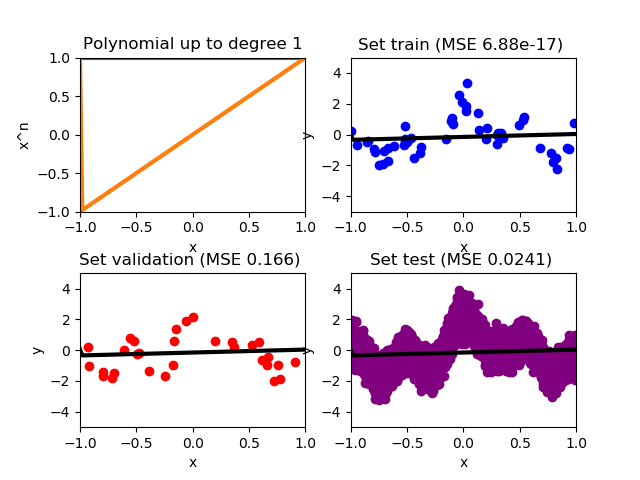 Polynomial up to degree 1
x^n
1.0
0.5
0.0
−0.5
−1.0
−1.0 −0.5 0.0 0.5 1.0
x
Set train (MSE 6.88e-17)
y
4
2
0
−2
−4
−1.0 −0.5 0.0 0.5 1.0
x
Set validation (MSE 0.166)
y
4
2
0
−2
−4
−1.0 −0.5 0.0 0.5 1.0
x
Set test (MSE 0.0241)
y
4
2
0
−2
−4
−1.0 −0.5 0.0 0.5 1.0
x